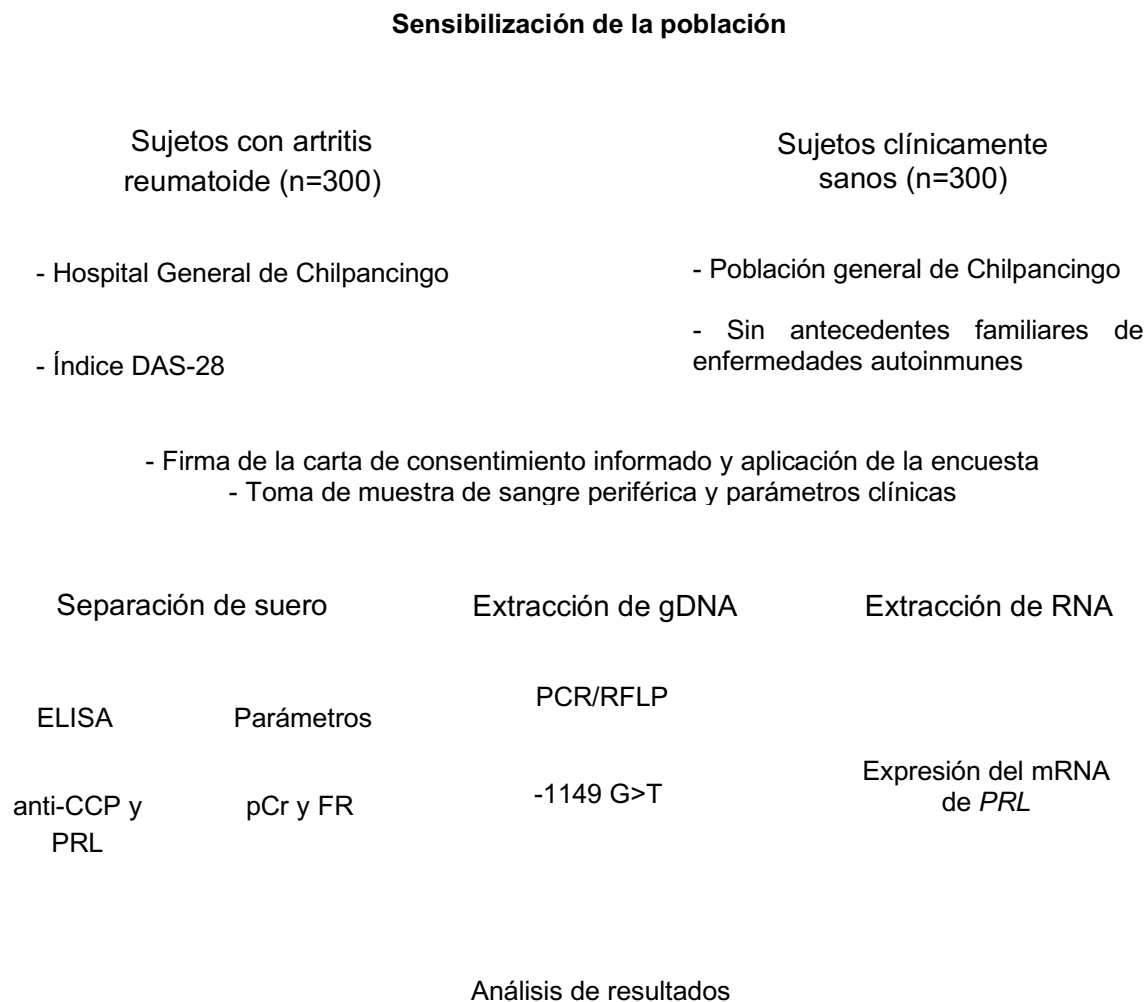 Sensibilización de la población
Sujetos con artritis
reumatoide (n=300)
Sujetos clínicamente
sanos (n=300)
- Hospital General de Chilpancingo
- Índice DAS-28
- Población general de Chilpancingo
- Sin antecedentes familiares de
enfermedades autoinmunes
- Firma de la carta de consentimiento informado y aplicación de la encuesta
- Toma de muestra de sangre periférica y parámetros clínicas
Separación de suero
Extracción de gDNA
Extracción de RNA
ELISA
Parámetros
PCR/RFLP
anti-CCP y
PRL
pCr y FR
-1149 G>T
Expresión del mRNA
de PRL
Análisis de resultados